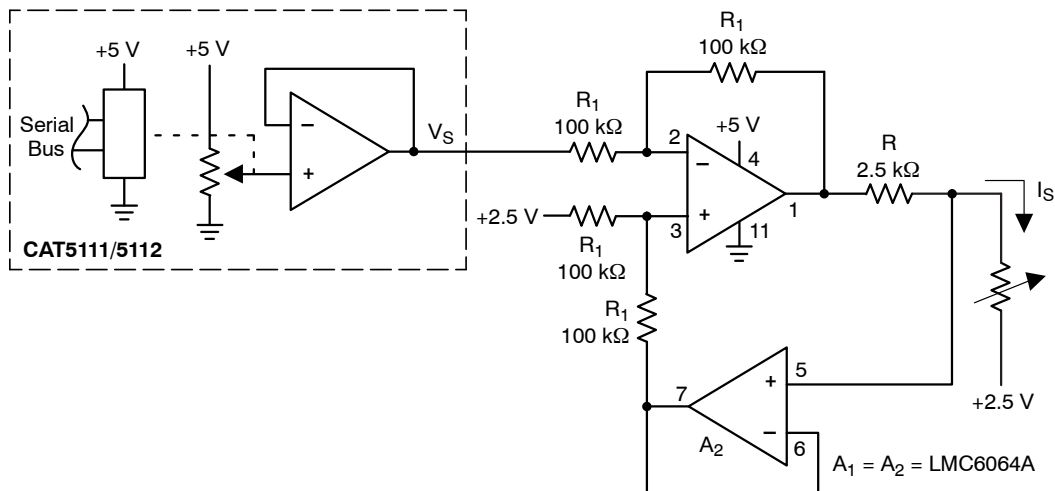 +5 V
+5 V
Serial
Bus
CAT5111/5112
−
+
V_S
R_1
100 kΩ
R_1
100 kΩ
+5 V
2
−
4
3
+
11
1
+2.5 V
R_1
100 kΩ
R_1
100 kΩ
R
2.5 kΩ
I_S
+2.5 V
5
+
7
−
6
A_2
A_1 = A_2 = LMC6064A